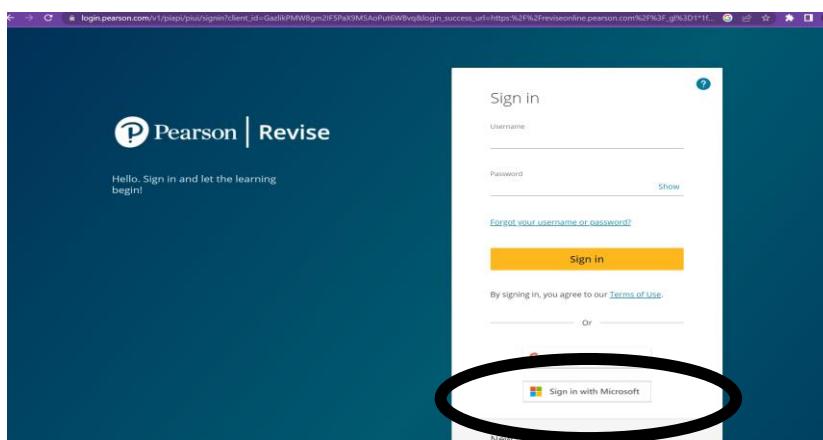 login.pearson.com/v1/piapi/piui/signin?client_id=GazlikPMWBgm2IF5PaX9MSAoPut6WBvq&login_success_url=https:%2F%2Freviseonline.pearson.com%2F%3F_gl%3D1*1f...
Sign in
Username
Pearson | Revise
Hello. Sign in and let the learning
begin!
Password
Show
Forgot your username or password?
Sign in
By signing in, you agree to our Terms of Use.
Or
Sign in with Microsoft